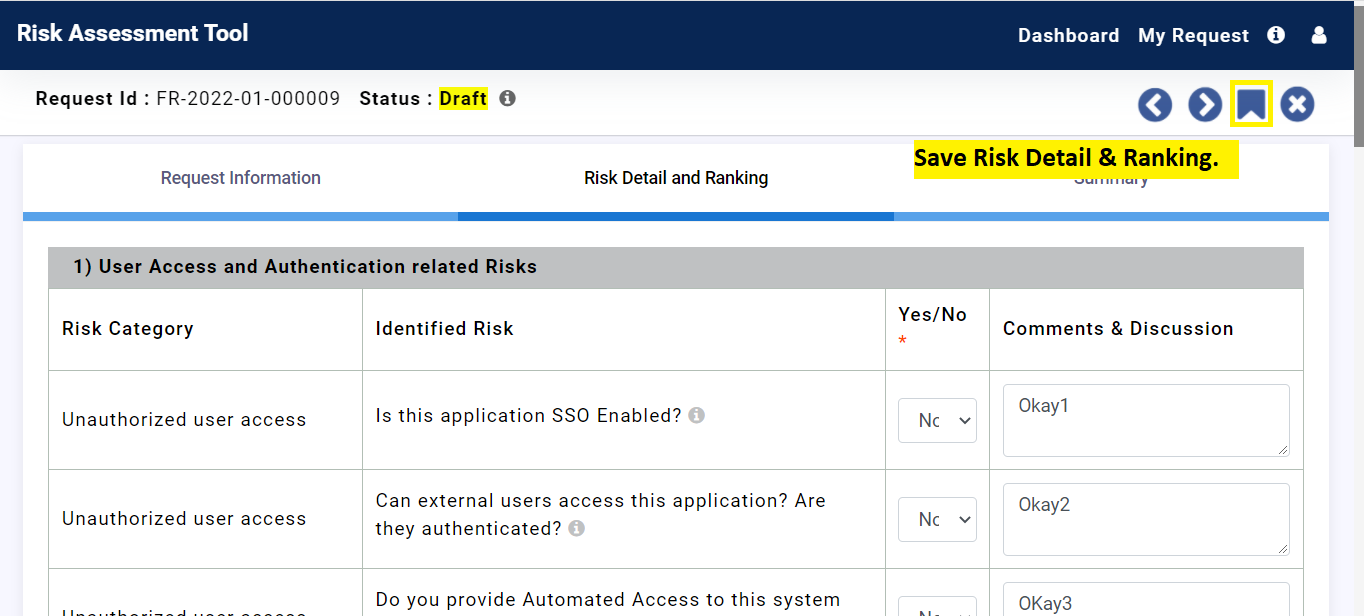 Risk Assessment Tool
Dashboard My Request
Request Id : FR-2022-01-000009 Status : Draft
Save Risk Detail & Ranking.
Request Information Risk Detail and Ranking Summary
1) User Access and Authentication related Risks
Risk Category Identified Risk Yes/No * Comments & Discussion
Unauthorized user access Is this application SSO Enabled? No Okay1
Unauthorized user access Can external users access this application? Are
they authenticated? No Okay2
Unauthorized user access Do you provide Automated Access to this system No OKay3